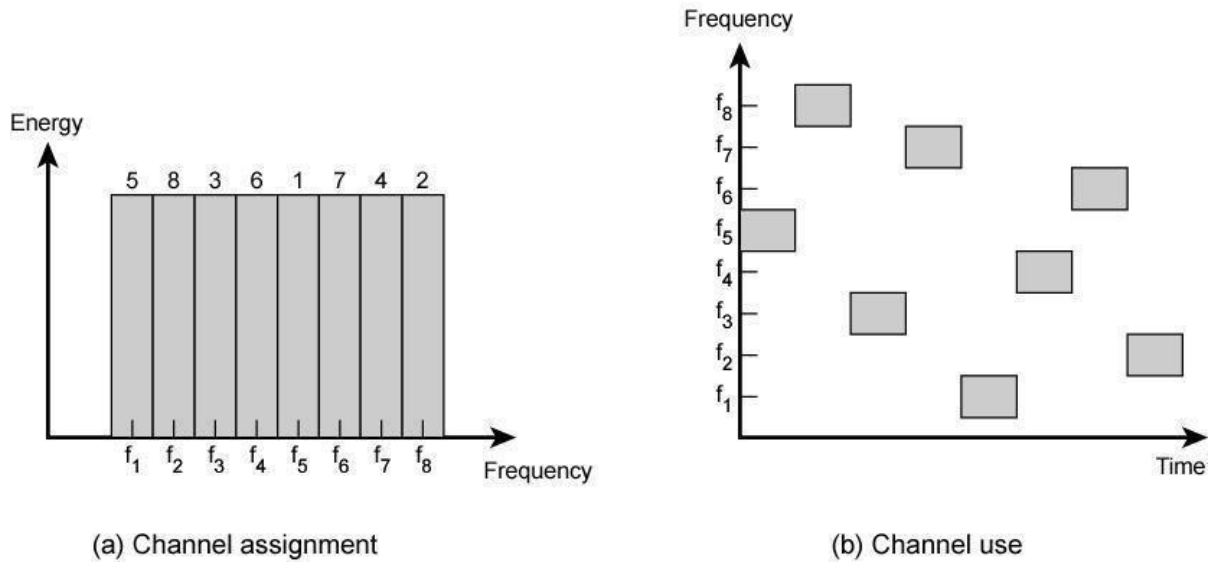 Energy
5 8 3 6 1 7 4 2
f1 f2 f3 f4 f5 f6 f7 f8
Frequency
(a) Channel assignment
Frequency
f8
f7
f6
f5
f4
f3
f2
f1
Time
(b) Channel use